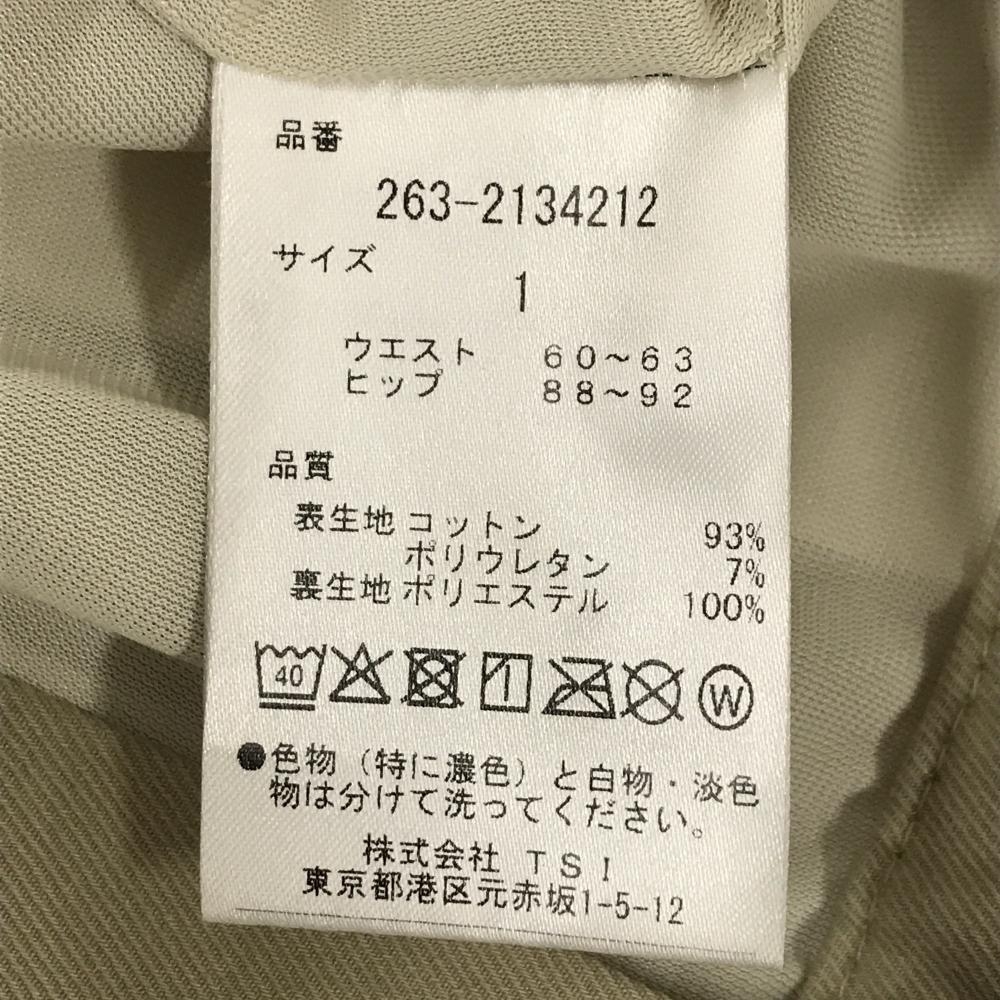 品番
263-2134212
サイズ
1
ウエスト 60～63
ヒップ 88～92
品質
表生地 コットン 93%
ポリウレタン 7%
裏生地 ポリエステル 100%
40 W
●色物（特に濃色）と白物・淡色
物は分けて洗ってください。
株式会社 TSI
東京都港区元赤坂1-5-12